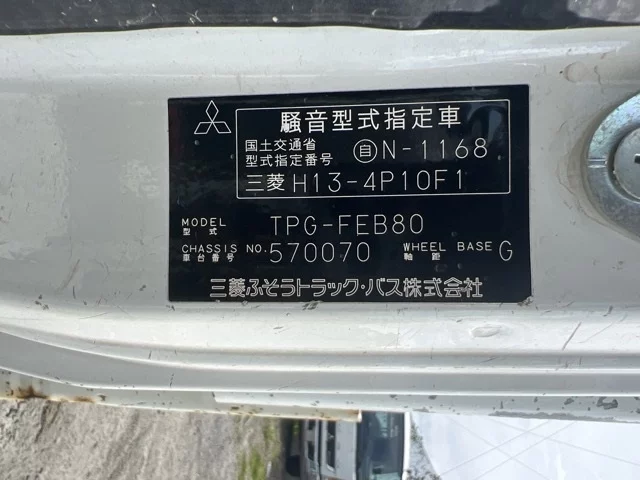 騒音型式指定車
国土交通省
型式指定番号 自N-1168
三菱 H13-4P10F1
MODEL
型式 TPG-FEB80
CHASSIS NO. 570070 WHEEL BASE G
車台番号 軸距
三菱ふそうトラック・バス株式会社